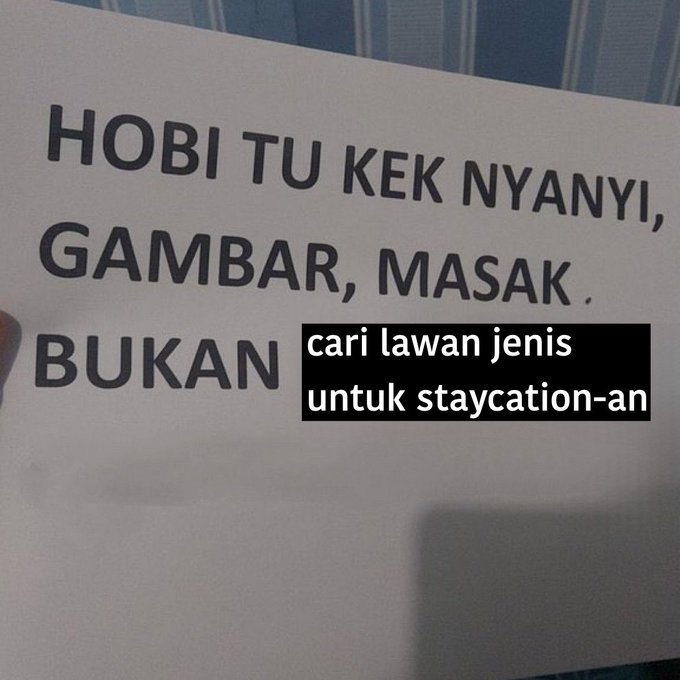 HOBI TU KEK NYANYI,
GAMBAR, MASAK.
BUKAN cari lawan jenis
untuk staycation-an